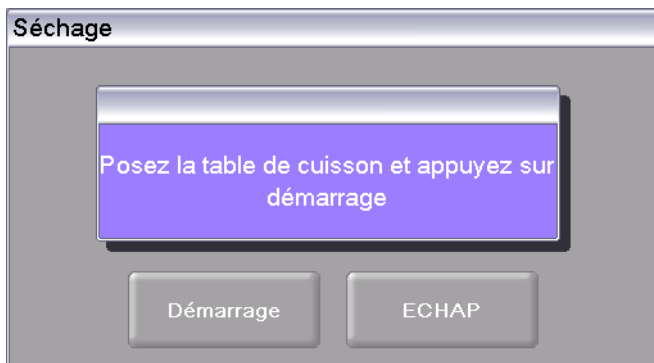 Séchage
Posez la table de cuisson et appuyez sur
démarrage
Démarrage
ECHAP